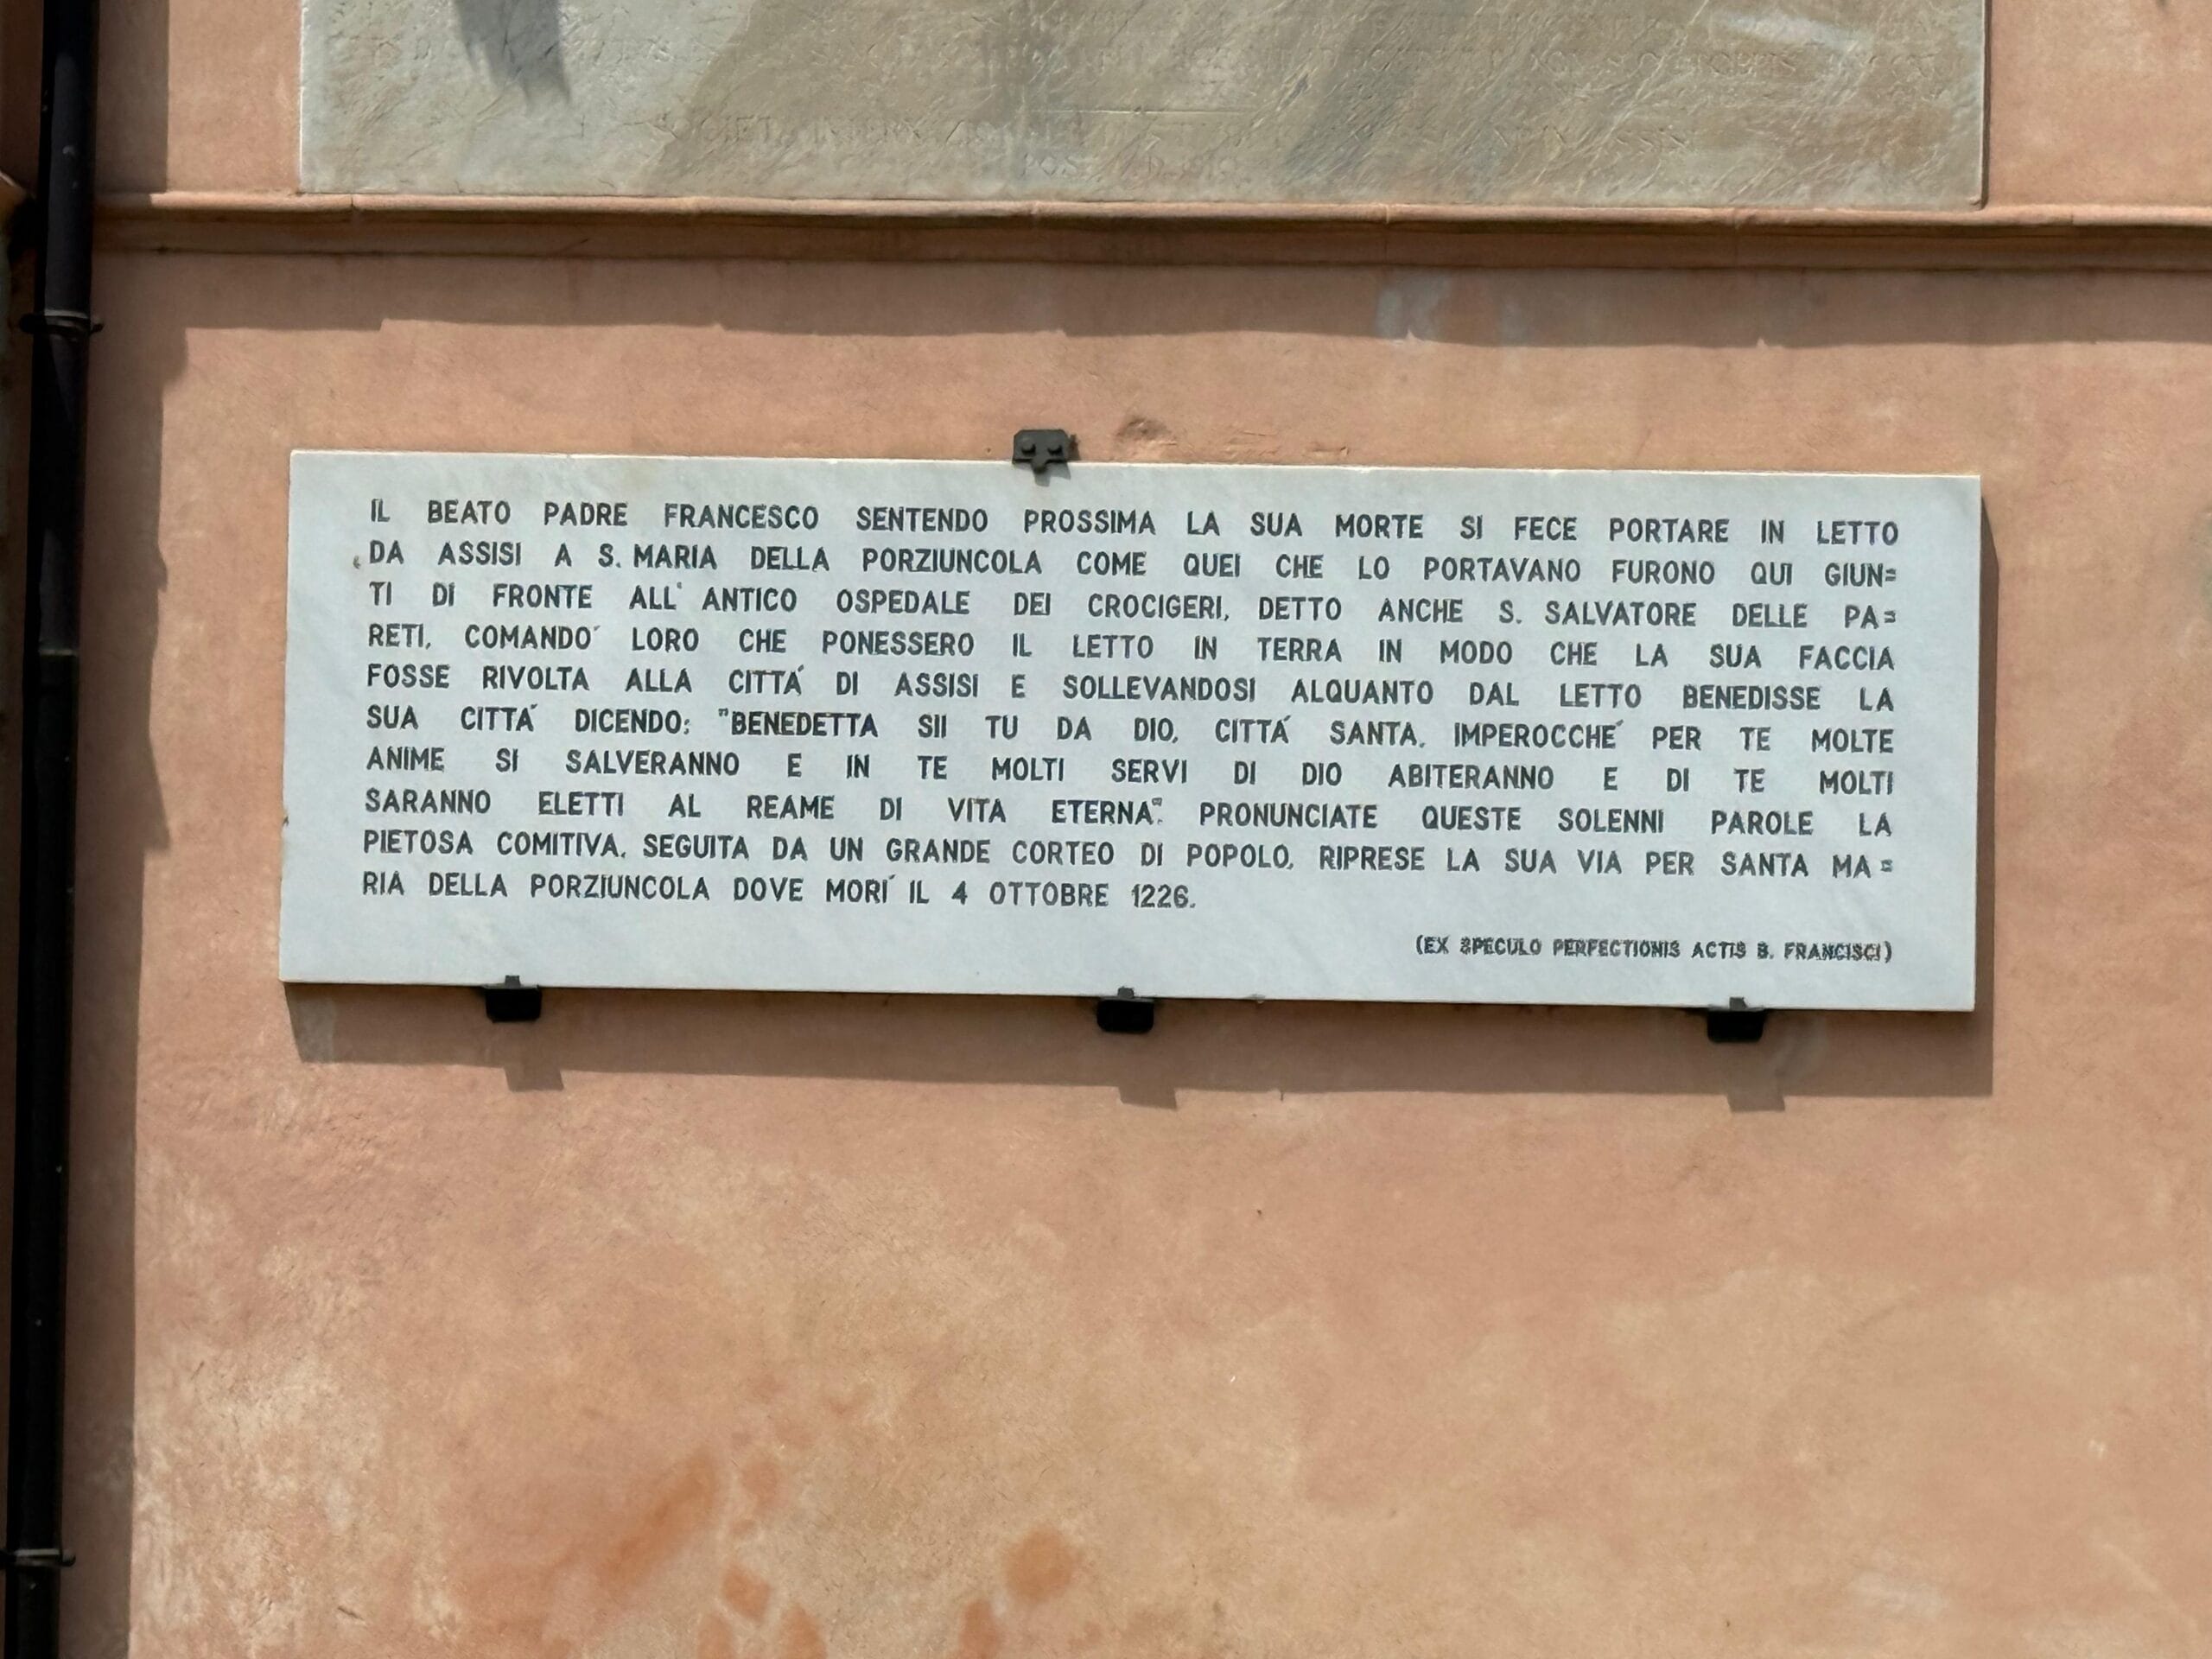 IL BEATO PADRE FRANCESCO SENTENDO PROSSIMA LA SUA MORTE SI FECE PORTARE IN LETTO
DA ASSISI A S. MARIA DELLA PORZIUNCOLA COME QUEI CHE LO PORTAVANO FURONO QUI GIUN=
TI DI FRONTE ALL' ANTICO OSPEDALE DEI CROCIGERI, DETTO ANCHE S. SALVATORE DELLE PA=
RETI, COMANDO´ LORO CHE PONESSERO IL LETTO IN TERRA IN MODO CHE LA SUA FACCIA
FOSSE RIVOLTA ALLA CITTA´ DI ASSISI E SOLLEVANDOSI ALQUANTO DAL LETTO BENEDISSE LA
SUA CITTA´ DICENDO: "BENEDETTA SII TU DA DIO, CITTA´ SANTA, IMPEROCCHE´ PER TE MOLTE
ANIME SI SALVERANNO E IN TE MOLTI SERVI DI DIO ABITERANNO E DI TE MOLTI
SARANNO ELETTI AL REAME DI VITA ETERNA". PRONUNCIATE QUESTE SOLENNI PAROLE LA
PIETOSA COMITIVA, SEGUITA DA UN GRANDE CORTEO DI POPOLO, RIPRESE LA SUA VIA PER SANTA MA=
RIA DELLA PORZIUNCOLA DOVE MORI´ IL 4 OTTOBRE 1226.
(EX SPECULO PERFECTIONIS ACTIS B. FRANCISCI)